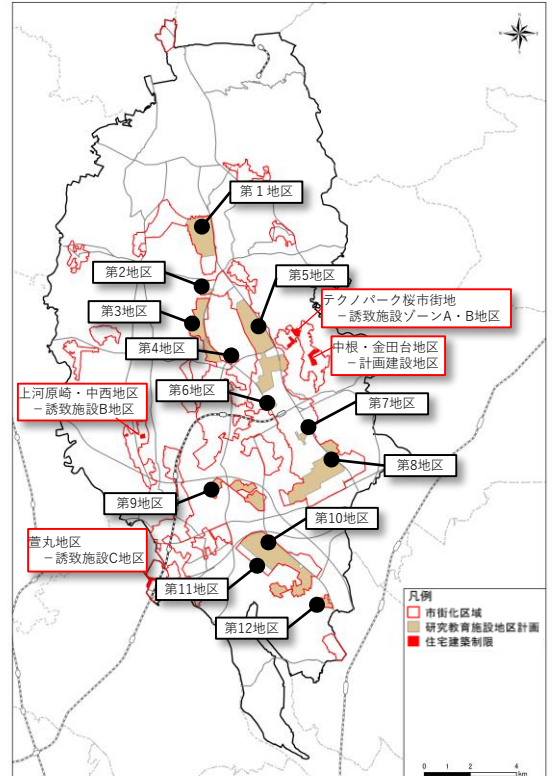 第1地区
第2地区
第5地区
テクノパーク桜市街地
－誘致施設ゾーンA・B地区
第3地区
第4地区
中根・金田台地区
－計画建設地区
上河原崎・中西地区
－誘致施設B地区
第6地区
第7地区
第8地区
第9地区
第10地区
萱丸地区
－誘致施設C地区
第11地区
第12地区
凡例
市街化区域
研究教育施設地区計画
住宅建築制限
0 1 2 4
km